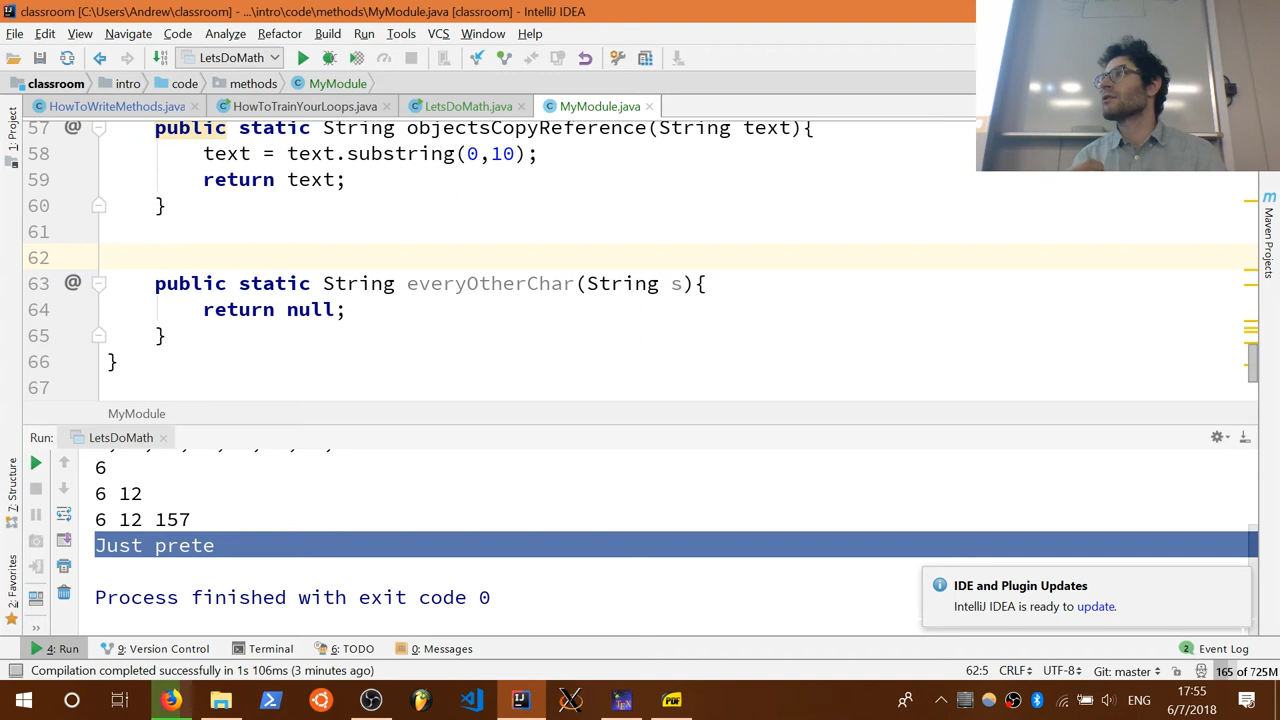 classroom [C:\Users\Andrew\classroom] - ...\intro\code\methods\MyModule.java [classroom] - IntelliJ IDEA
File Edit View Navigate Code Analyze Refactor Build Run Tools VCS Window Help
LetsDoMath
classroom intro code methods MyModule.java
HowToWriteMethods.java HowToTrainYourLoops.java LetsDoMath.java MyModule.java
1: Project
Maven Projects
57 public static String objectsCopyReference(String text){
58 text = text.substring(0,10);
59 return text;
60 }
61
62
63 public static String everyOtherChar(String s){
64 return null;
65 }
66 }
67
MyModule
Run: LetsDoMath
6
6 12
6 12 157
Just prete
Process finished with exit code 0
7: Structure
2: Favorites
IDE and Plugin Updates
IntelliJ IDEA is ready to update.
4: Run 9: Version Control Terminal 6: TODO 0: Messages 2 Event Log
Compilation completed successfully in 1s 106ms (3 minutes ago) 62:5 CRLF UTF-8 Git: master 165 of 725M
ENG 17:55
6/7/2018